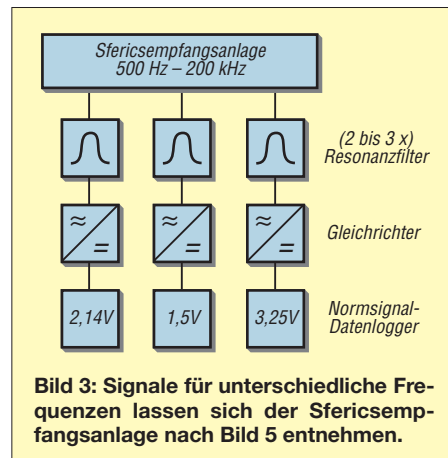 Sfericsempfangsanlage
500 Hz – 200 kHz
(2 bis 3 x)
Resonanzfilter
≈
=
≈
=
≈
=
Gleichrichter
2,14V
1,5V
3,25V
Normsignal-
Datenlogger
Bild 3: Signale für unterschiedliche Fre-
quenzen lassen sich der Sfericsemp-
fangsanlage nach Bild 5 entnehmen.